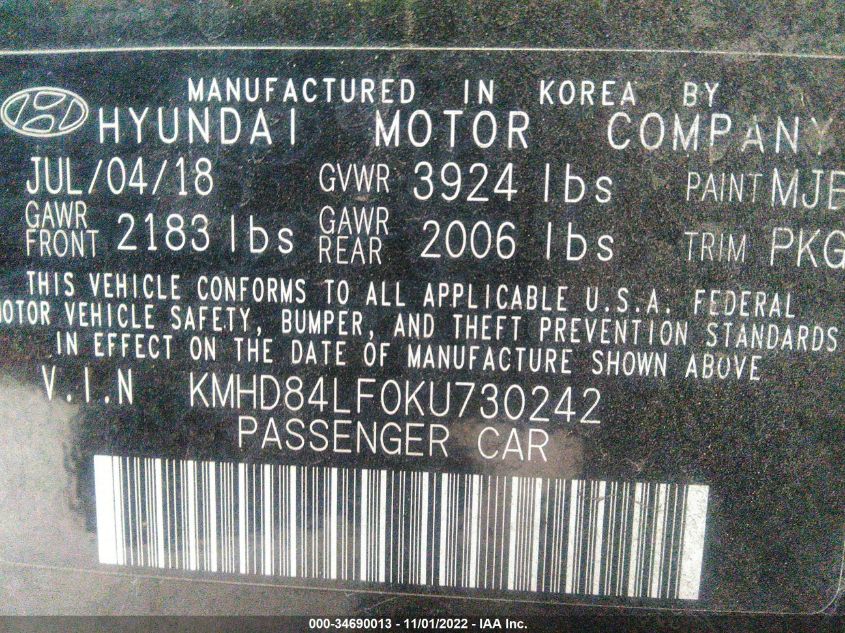 MANUFACTURED IN KOREA BY
HYUNDAI MOTOR COMPANY
JUL/04/18 GVWR 3924 lbs PAINT MJB
GAWR FRONT 2183 lbs GAWR REAR 2006 lbs TRIM PKG
THIS VEHICLE CONFORMS TO ALL APPLICABLE U.S.A. FEDERAL
MOTOR VEHICLE SAFETY, BUMPER, AND THEFT PREVENTION STANDARDS
IN EFFECT ON THE DATE OF MANUFACTURE SHOWN ABOVE
V.I.N KMHD84LF0KU730242
PASSENGER CAR
000-34690013 - 11/01/2022 - IAA Inc.